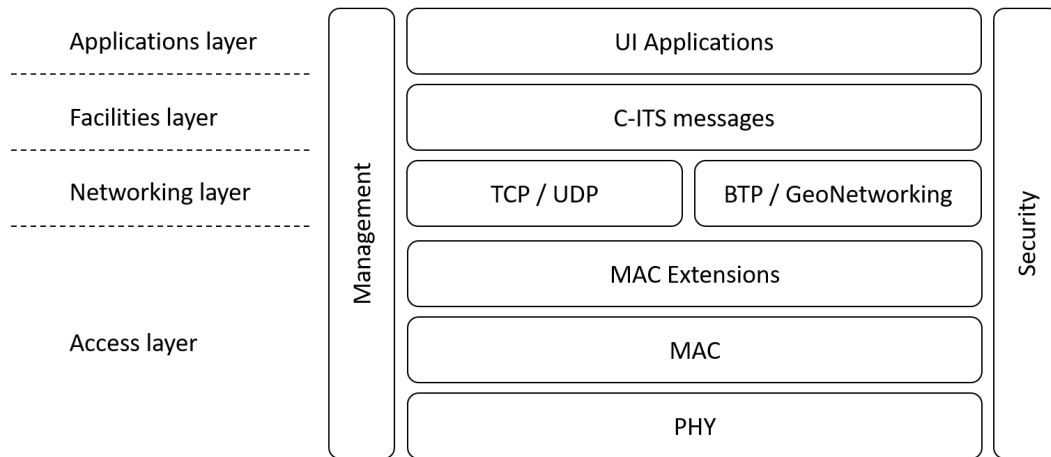 Applications layer
UI Applications
Facilities layer
C-ITS messages
Networking layer
TCP / UDP
BTP / GeoNetworking
Access layer
MAC Extensions
MAC
PHY
Management
Security